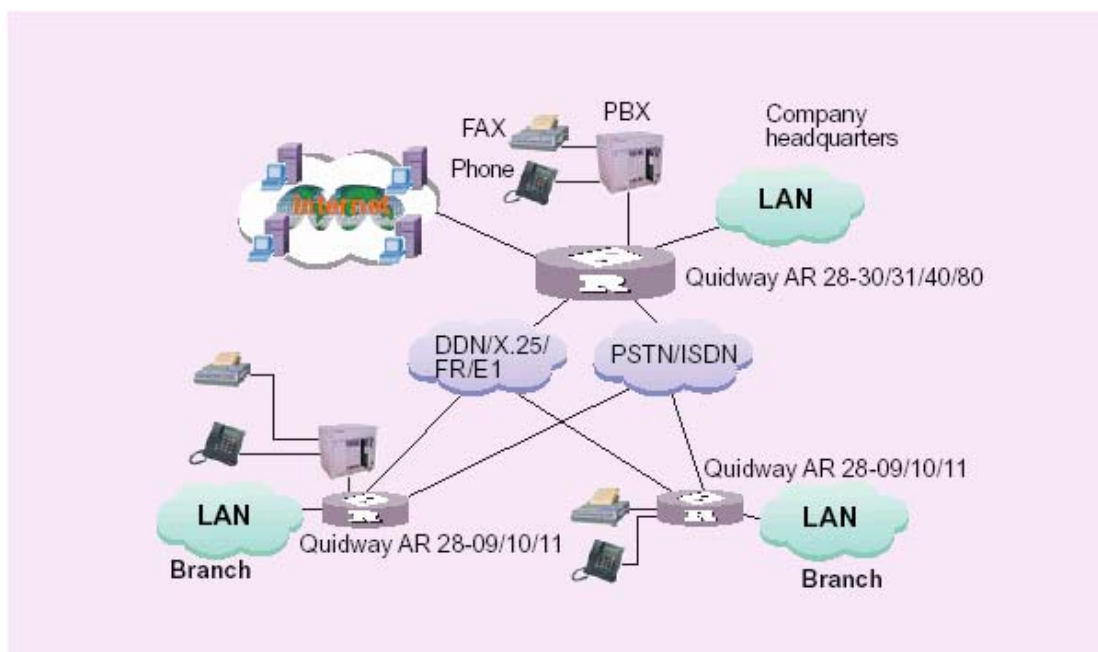 PBX
FAX
Phone
Company
headquarters
Internet
LAN
R
Quidway AR 28-30/31/40/80
DDN/X.25/
FR/E1
PSTN/ISDN
Quidway AR 28-09/10/11
LAN
R
LAN
R
Quidway AR 28-09/10/11
Branch
Branch